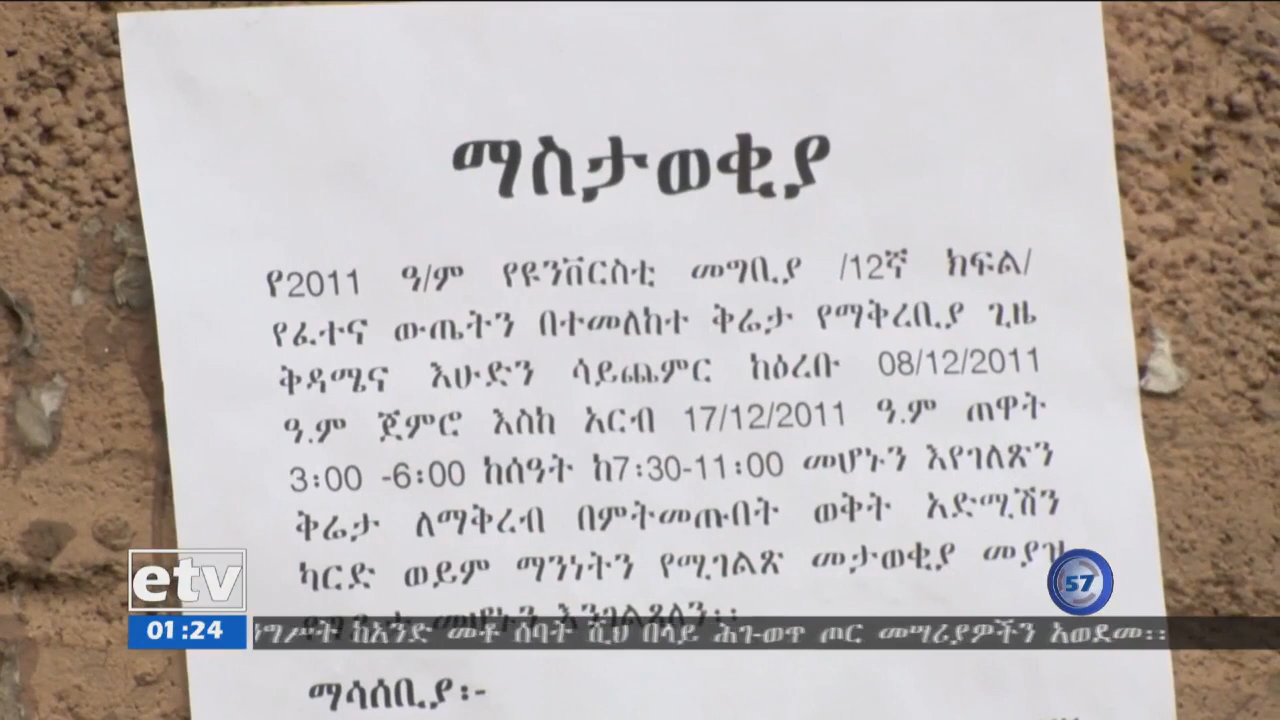 ማስታወቂያ
የ2011 ዓ/ም የዩንቨርስቲ መግቢያ /12ኛ ክፍል/
የፈተና ውጤትን በተመለከተ ቅሬታ የማቅረቢያ ጊዜ
ቅዳሜና እሁድን ሳይጨምር ከዕረቡ 08/12/2011
ዓ.ም ጀምሮ እስከ አርብ 17/12/2011 ዓ.ም ጠዋት
3፡00 -6፡00 ከሰዓት ከ7፡30-11፡00 መሆኑን እየገለጽን
ቅሬታ ለማቅረብ በምትመጡበት ወቅት አድሚሽን
ካርድ ወይም ማንነትን የሚገልጽ መታወቂያ መያዝ
መሆኑን እንገልጻለን፡፡
ማሳሰቢያ፡-
etv
57
01:24
ከአንድ መቶ ሰባት ሺህ በላይ ሕገ-ወጥ ጦር መሣሪያዎችን አወደመ፡፡